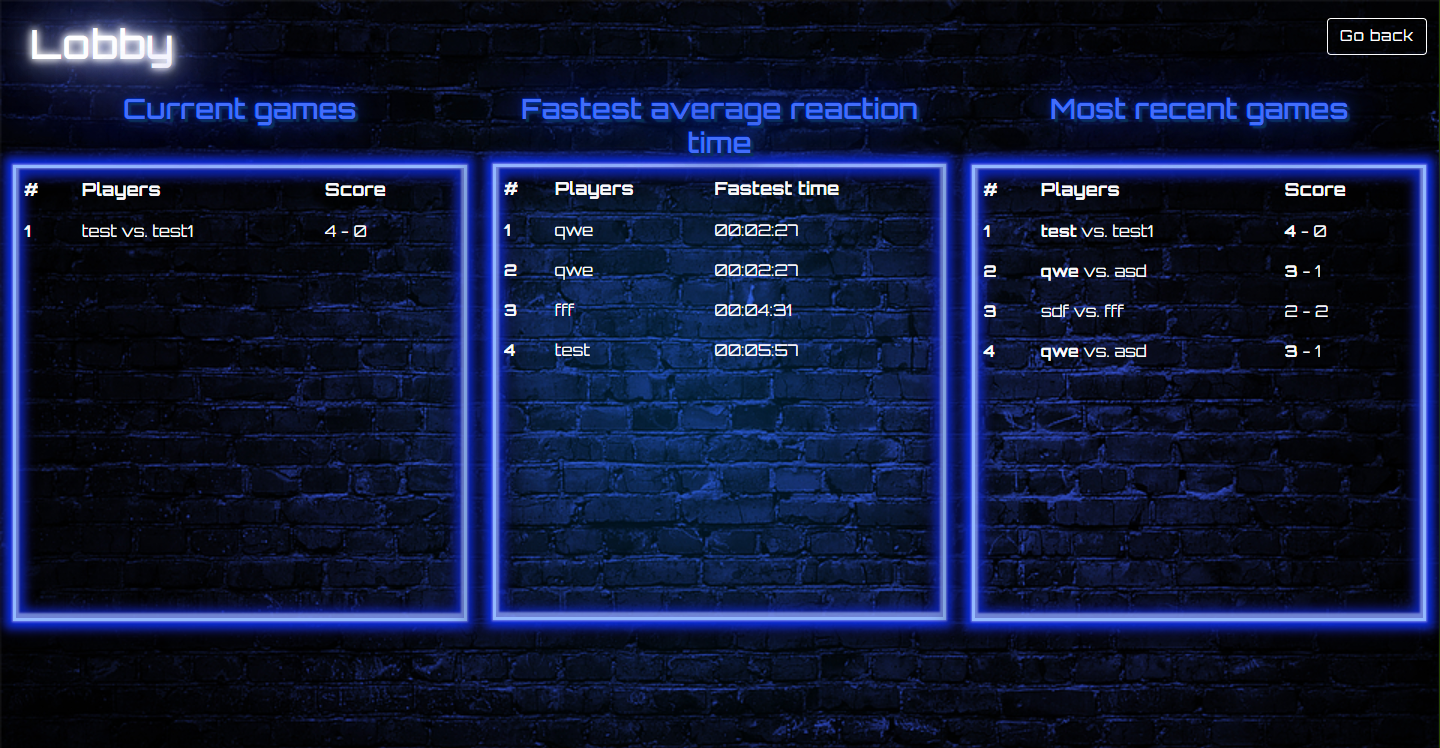 Lobby
Go back
Current games
# Players Score
1 test vs. test1 4 - 0
Fastest average reaction
time
# Players Fastest time
1 qwe 00:02:27
2 qwe 00:02:27
3 fff 00:04:31
4 test 00:05:57
Most recent games
# Players Score
1 test vs. test1 4 - 0
2 qwe vs. asd 3 - 1
3 sdf vs. fff 2 - 2
4 qwe vs. asd 3 - 1